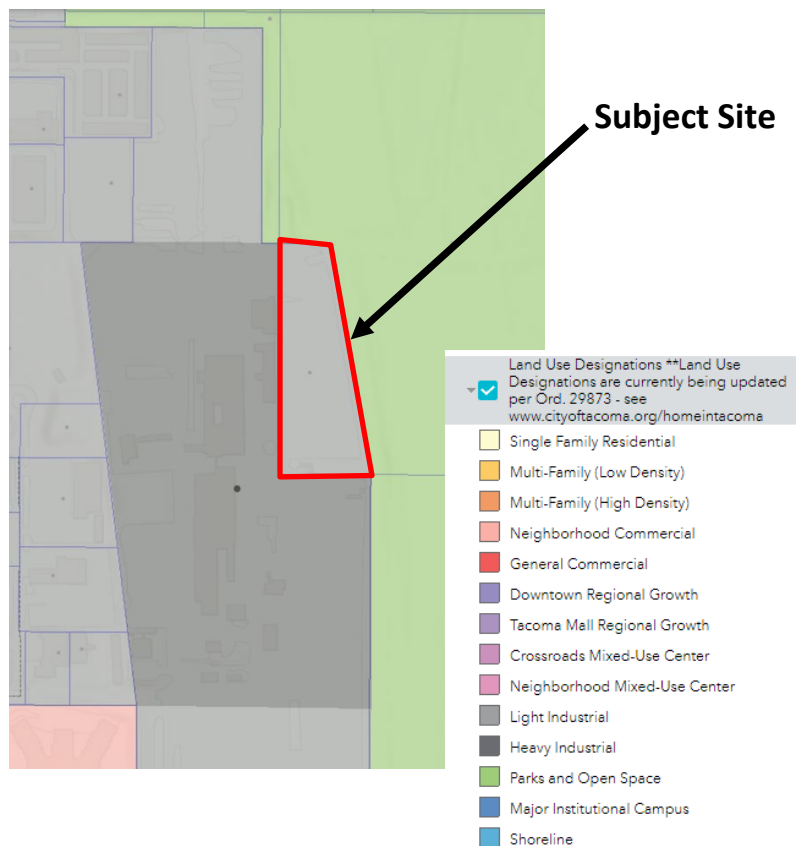 Subject Site
Land Use Designations **Land Use
Designations are currently being updated
per Ord. 29873 - see
www.cityoftacoma.org/homeintacoma
Single Family Residential
Multi-Family (Low Density)
Multi-Family (High Density)
Neighborhood Commercial
General Commercial
Downtown Regional Growth
Tacoma Mall Regional Growth
Crossroads Mixed-Use Center
Neighborhood Mixed-Use Center
Light Industrial
Heavy Industrial
Parks and Open Space
Major Institutional Campus
Shoreline